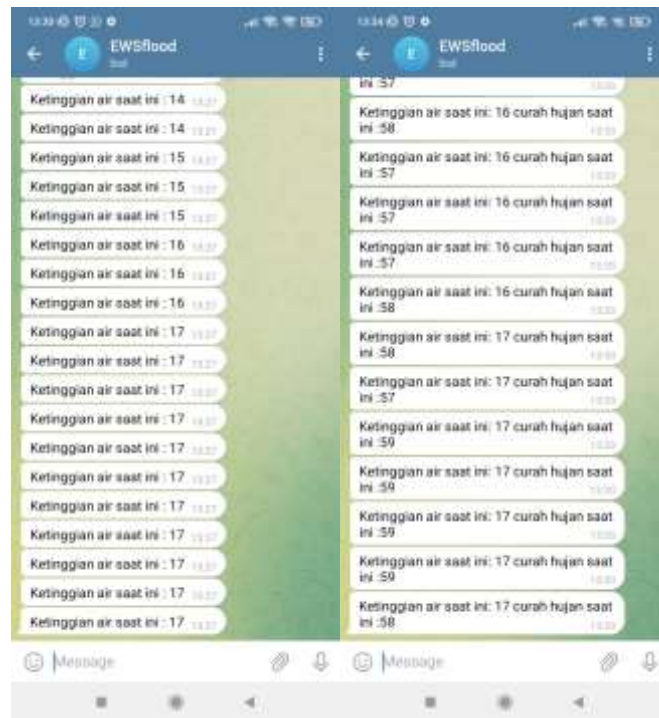 EWSflood
bot
Ketinggian air saat ini : 14
Ketinggian air saat ini : 14
Ketinggian air saat ini : 15
Ketinggian air saat ini : 15
Ketinggian air saat ini : 15
Ketinggian air saat ini : 16
Ketinggian air saat ini : 16
Ketinggian air saat ini : 16
Ketinggian air saat ini : 17
Ketinggian air saat ini : 17
Ketinggian air saat ini : 17
Ketinggian air saat ini : 17
Ketinggian air saat ini : 17
Ketinggian air saat ini : 17
Ketinggian air saat ini : 17
Ketinggian air saat ini : 17
Ketinggian air saat ini : 17
Ketinggian air saat ini : 17
Ketinggian air saat ini : 17
Message
EWSflood
bot
ini :57
Ketinggian air saat ini: 16 curah hujan saat
ini :58
Ketinggian air saat ini: 16 curah hujan saat
ini :57
Ketinggian air saat ini: 16 curah hujan saat
ini :57
Ketinggian air saat ini: 16 curah hujan saat
ini :57
Ketinggian air saat ini: 16 curah hujan saat
ini :58
Ketinggian air saat ini: 17 curah hujan saat
ini :58
Ketinggian air saat ini: 17 curah hujan saat
ini :57
Ketinggian air saat ini: 17 curah hujan saat
ini :59
Ketinggian air saat ini: 17 curah hujan saat
ini :59
Ketinggian air saat ini: 17 curah hujan saat
ini :59
Ketinggian air saat ini: 17 curah hujan saat
ini :59
Ketinggian air saat ini: 17 curah hujan saat
ini :58
Message